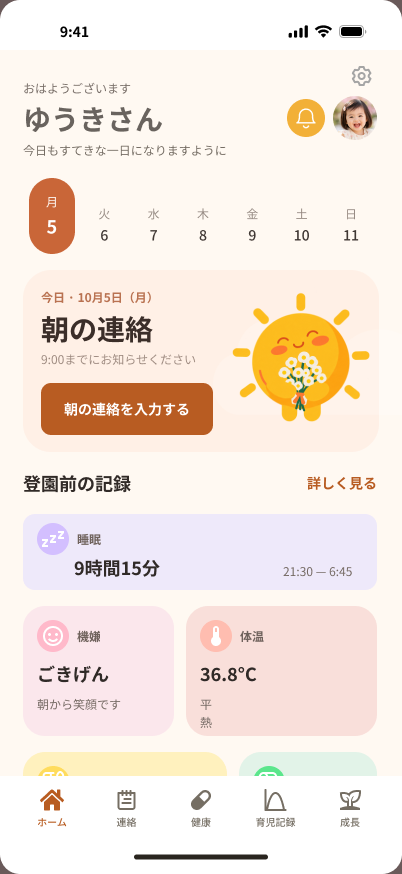 9:41
おはようございます
ゆうきさん
今日もすてきな一日になりますように
月 火 水 木 金 土 日
5 6 7 8 9 10 11
今日・10月5日（月）
朝の連絡
9:00までにお知らせください
朝の連絡を入力する
登園前の記録 詳しく見る
zzz 睡眠
9時間15分 21:30 — 6:45
機嫌 体温
ごきげん 36.8°C
朝から笑顔です 平
熱
ホーム 連絡 健康 育児記録 成長